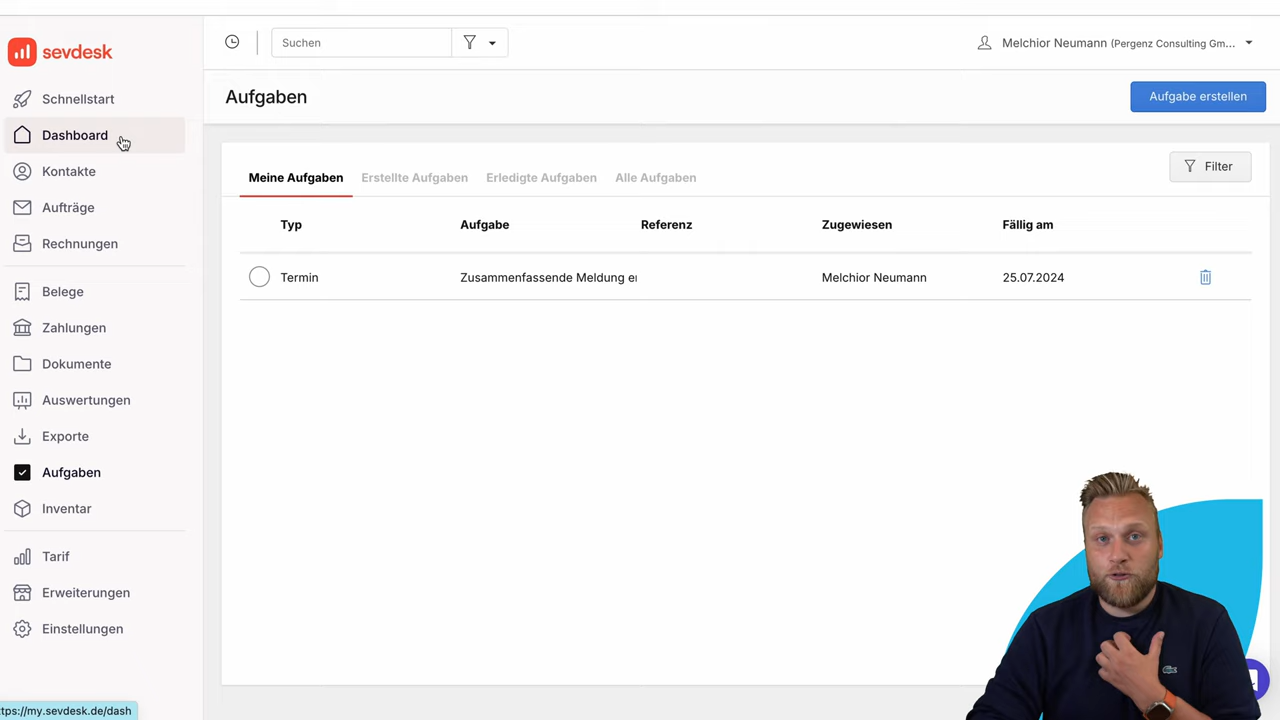 sevdesk
Schnellstart
Dashboard
Kontakte
Aufträge
Rechnungen
Belege
Zahlungen
Dokumente
Auswertungen
Exporte
Aufgaben
Inventar
Tarif
Erweiterungen
Einstellungen
ttps://my.sevdesk.de/dash
Suchen
Melchior Neumann (Pergenz Consulting Gm...
Aufgaben
Aufgabe erstellen
Meine Aufgaben Erstellte Aufgaben Erledigte Aufgaben Alle Aufgaben
Filter
Typ Aufgabe Referenz Zugewiesen Fällig am
Termin Zusammenfassende Meldung er Melchior Neumann 25.07.2024